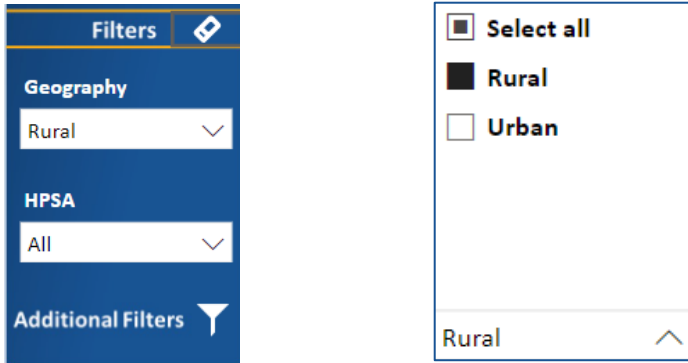 Filters
Geography
Rural
HPSA
All
Additional Filters
Select all
Rural
Urban
Rural